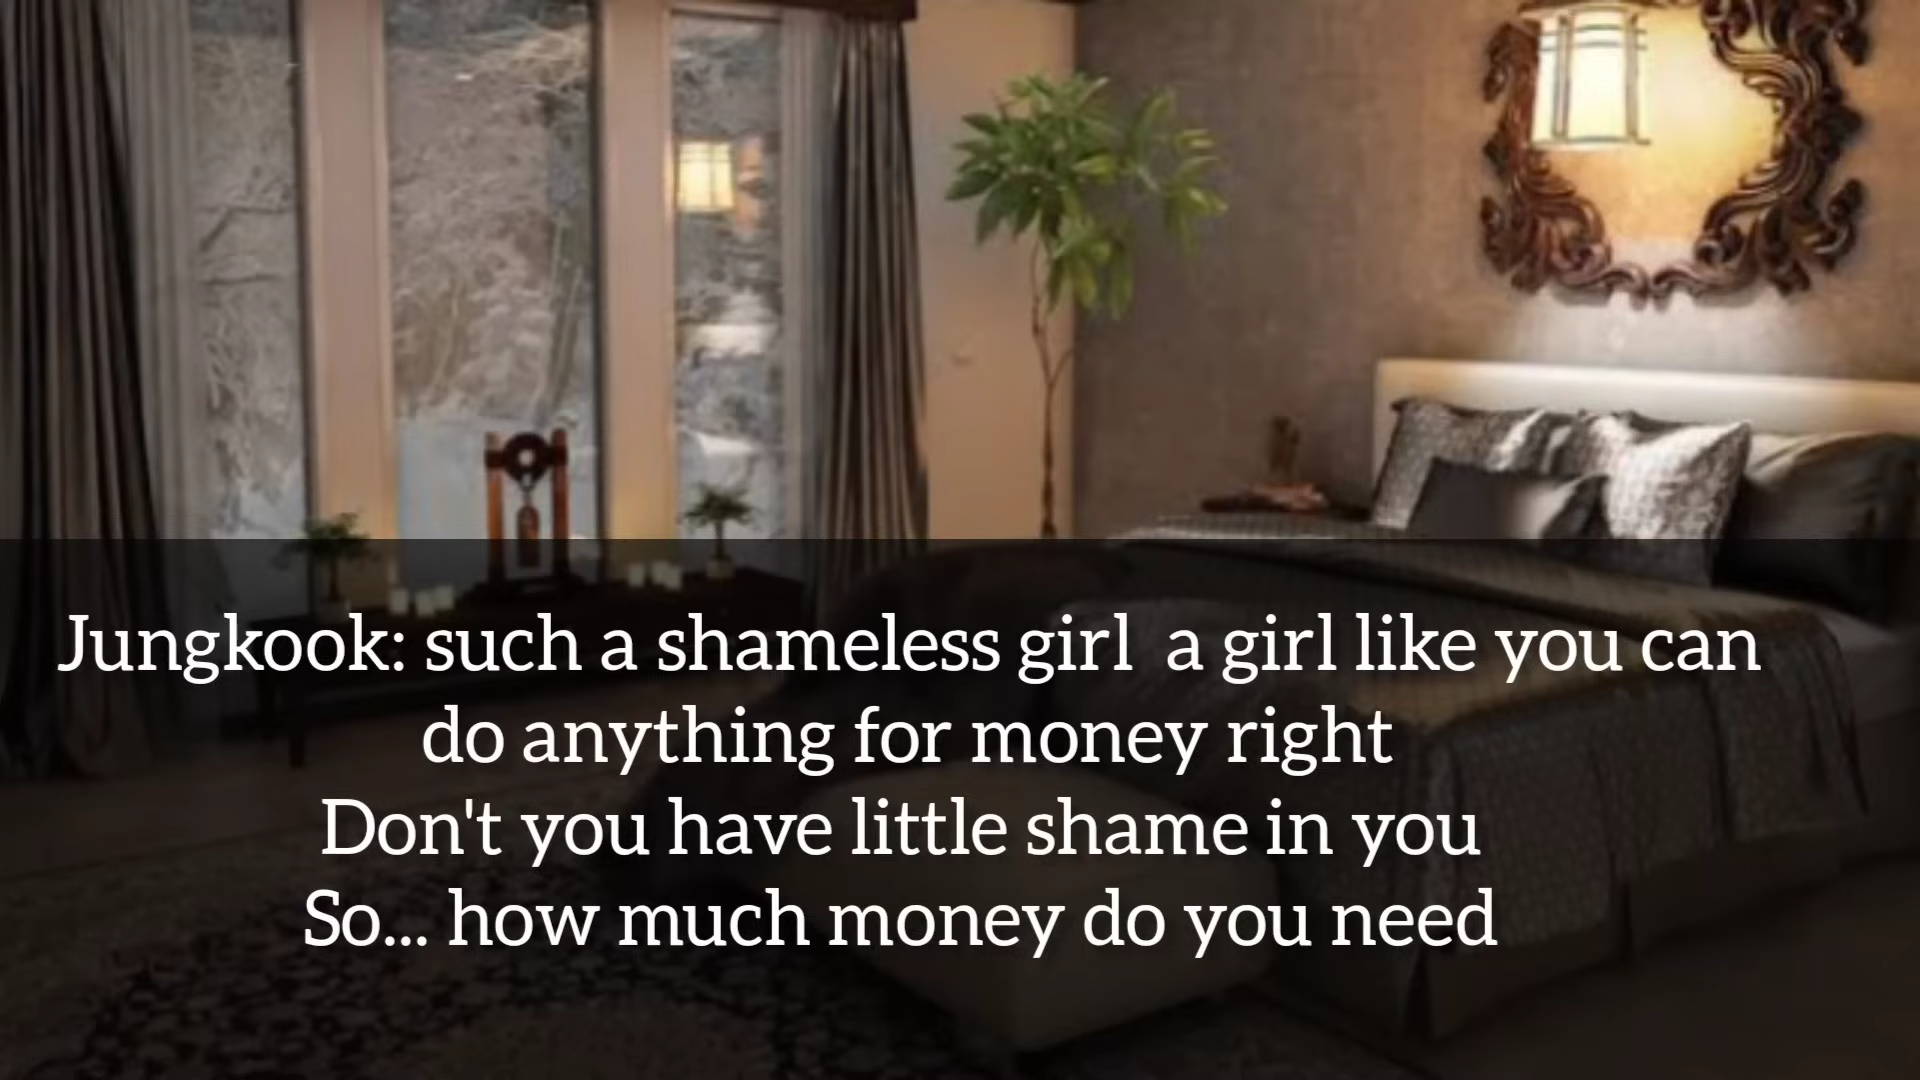 Jungkook: such a shameless girl  a girl like you can
do anything for money right
Don't you have little shame in you
So... how much money do you need